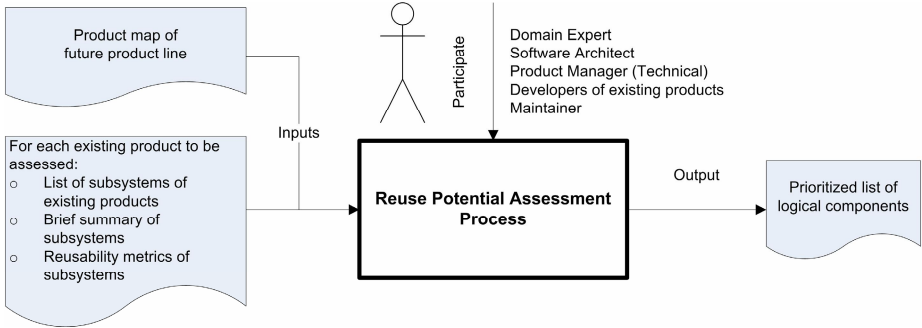 Product map of
future product line
For each existing product to be
assessed:
o List of subsystems of
existing products
o Brief summary of
subsystems
o Reusability metrics of
subsystems
Inputs
Participate
Domain Expert
Software Architect
Product Manager (Technical)
Developers of existing products
Maintainer
Reuse Potential Assessment
Process
Output
Prioritized list of
logical components